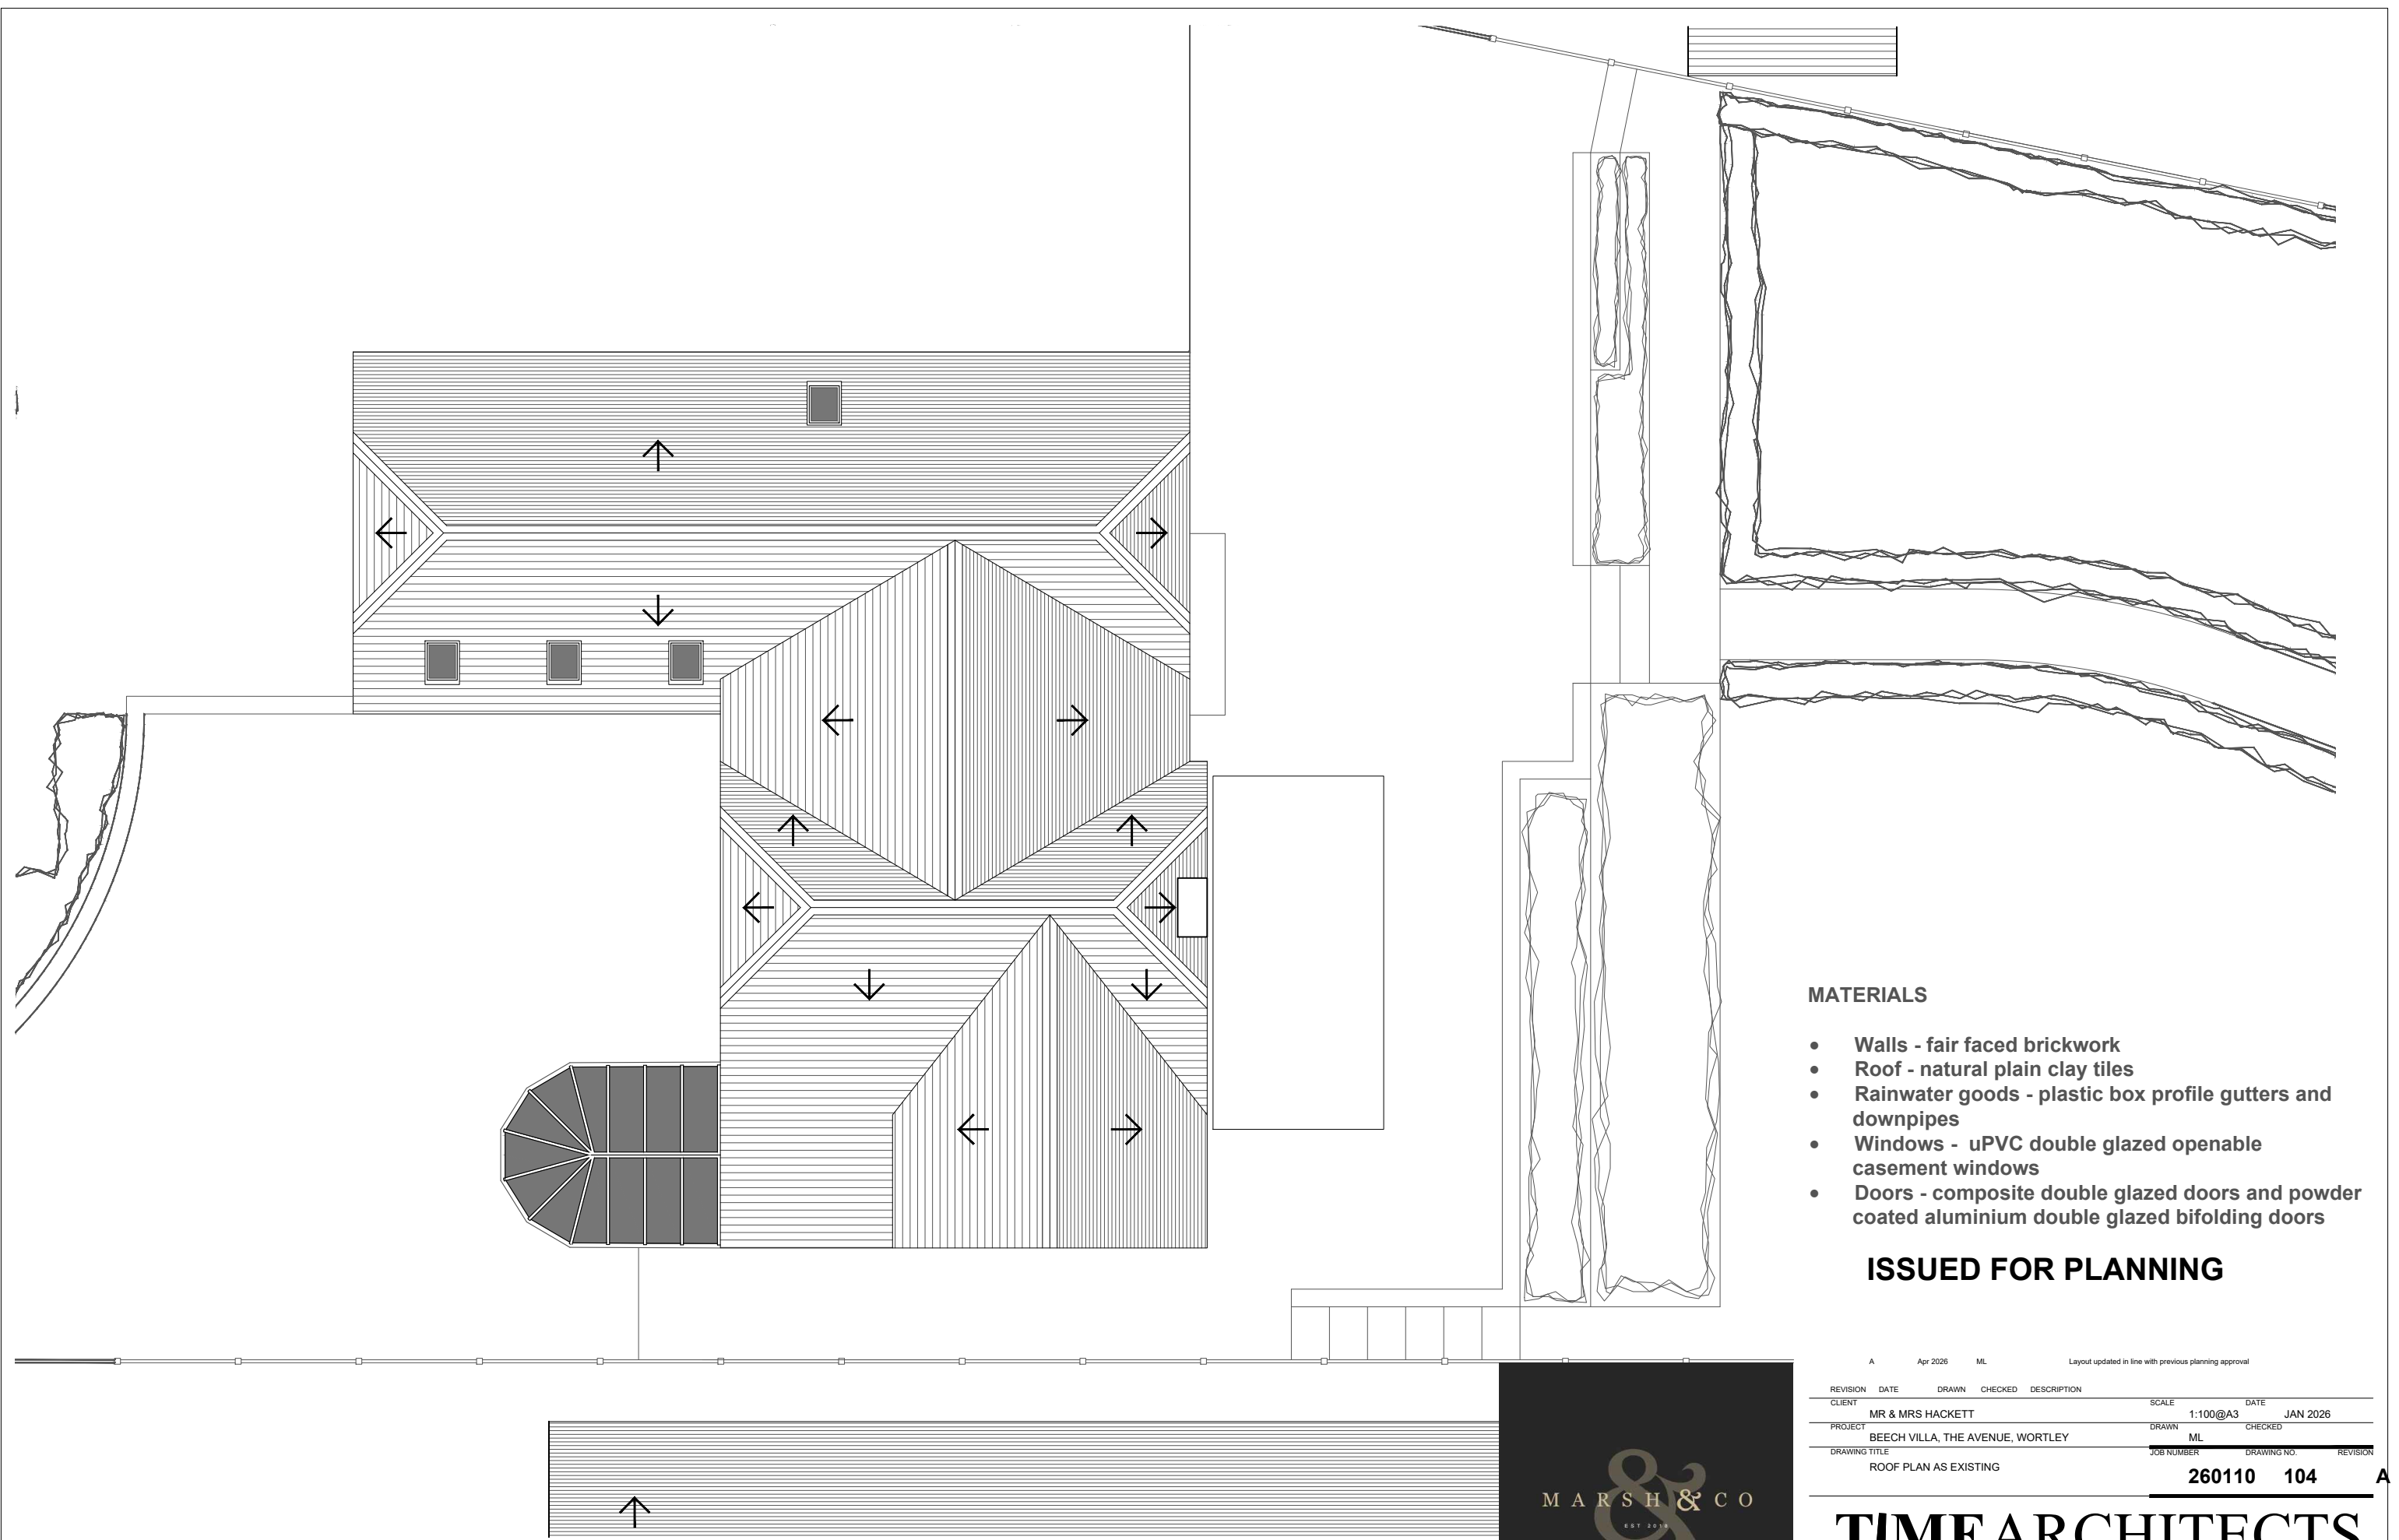 MATERIALS
• Walls - fair faced brickwork
• Roof - natural plain clay tiles
• Rainwater goods - plastic box profile gutters and
downpipes
• Windows - uPVC double glazed openable
casement windows
• Doors - composite double glazed doors and powder
coated aluminium double glazed bifolding doors
ISSUED FOR PLANNING
A Apr 2026 ML Layout updated in line with previous planning approval
REVISION DATE DRAWN CHECKED DESCRIPTION
CLIENT SCALE DATE
MR & MRS HACKETT 1:100@A3 JAN 2026
PROJECT DRAWN CHECKED
BEECH VILLA, THE AVENUE, WORTLEY ML
DRAWING TITLE JOB NUMBER DRAWING NO. REVISION
ROOF PLAN AS EXISTING 260110 104 A
&
MARSH & CO
TIME ARCHITECTS